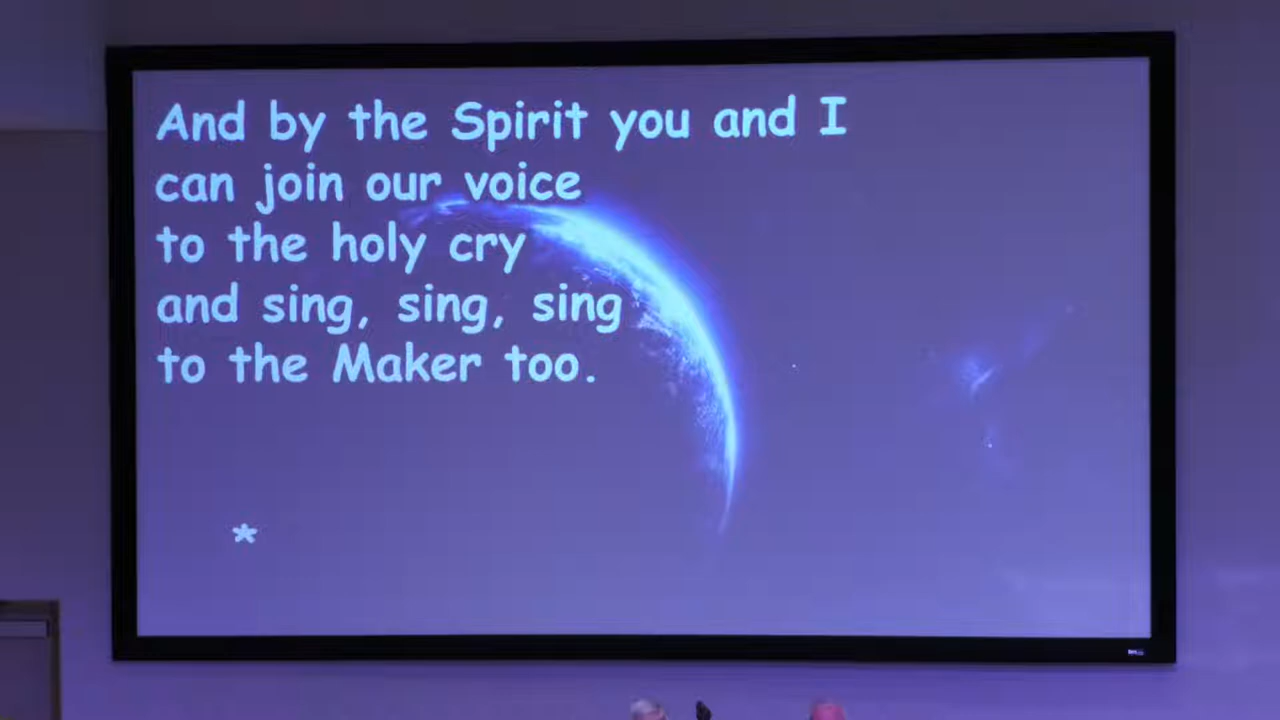 And by the Spirit you and I
can join our voice
to the holy cry
and sing, sing, sing
to the Maker too.
*